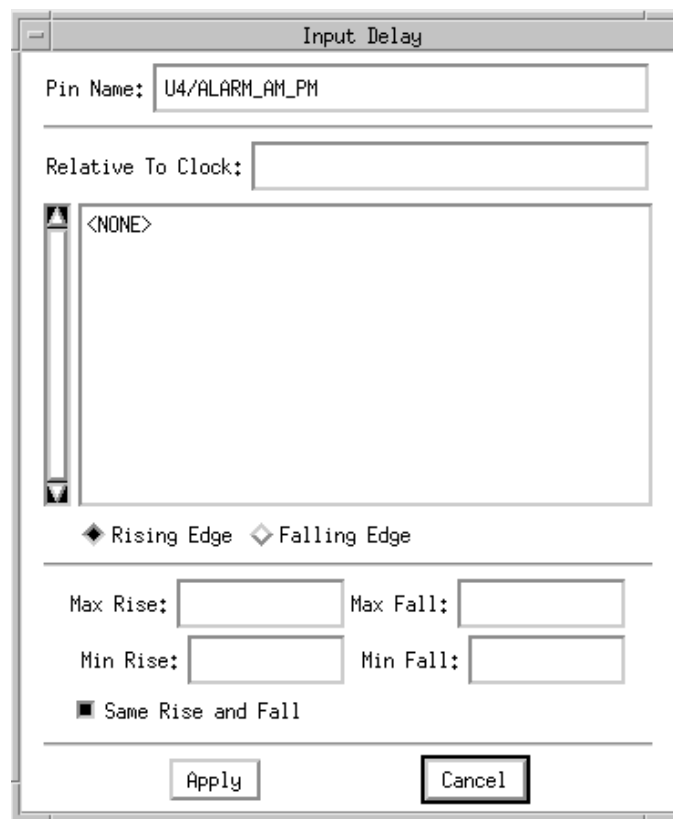 Input Delay
Pin Name: U4/ALARM_AM_PM
Relative To Clock:
<NONE>
Rising Edge Falling Edge
Max Rise: Max Fall:
Min Rise: Min Fall:
Same Rise and Fall
Apply Cancel